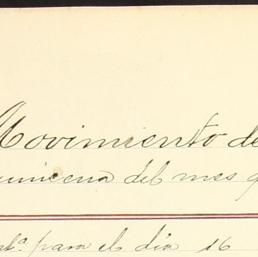 Movimiento de
quincena del mes q
para el dia 16